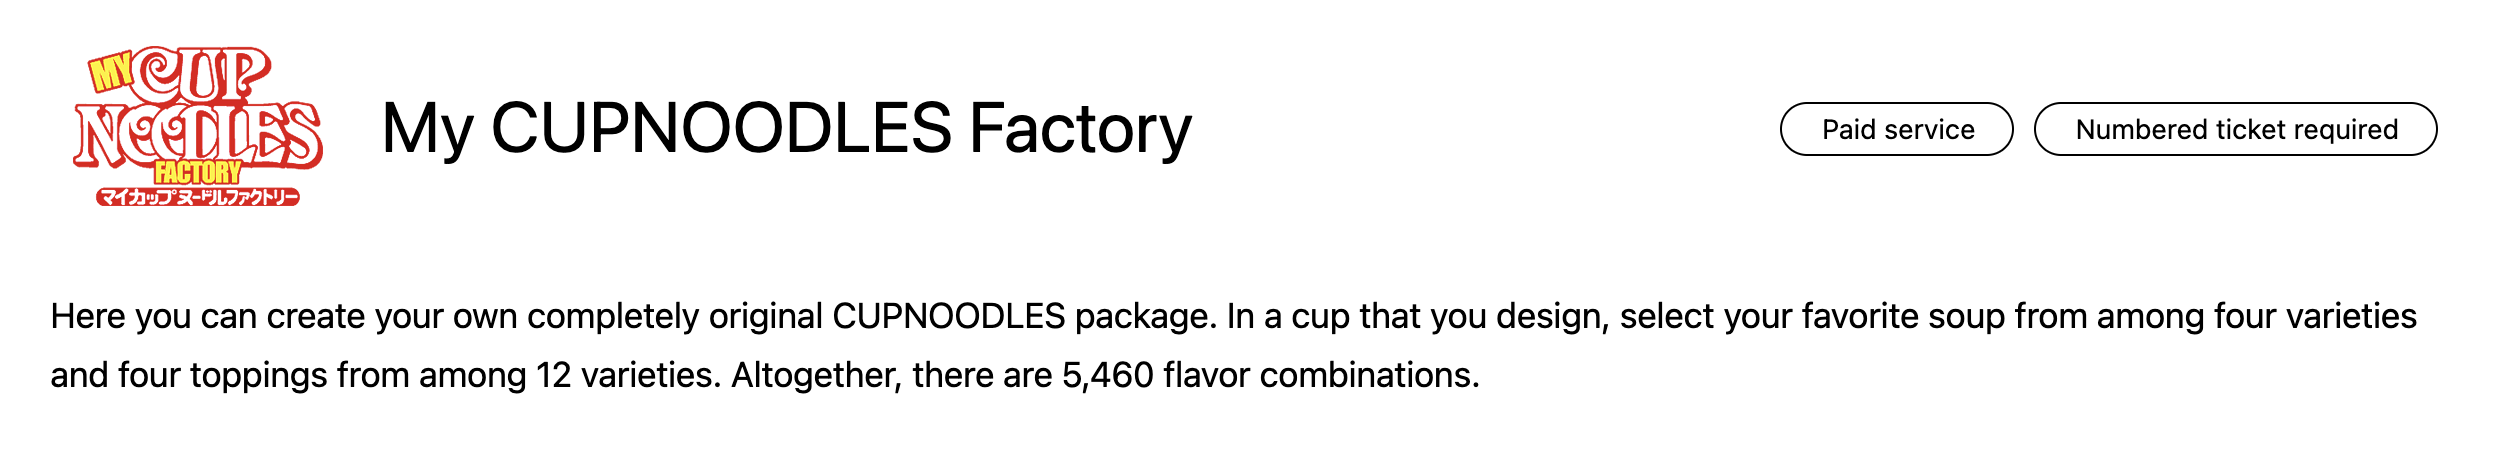 MY CUP
NOODLES
FACTORY
マイカップヌードルファクトリー
My CUPNOODLES Factory
Paid service
Numbered ticket required
Here you can create your own completely original CUPNOODLES package. In a cup that you design, select your favorite soup from among four varieties
and four toppings from among 12 varieties. Altogether, there are 5,460 flavor combinations.